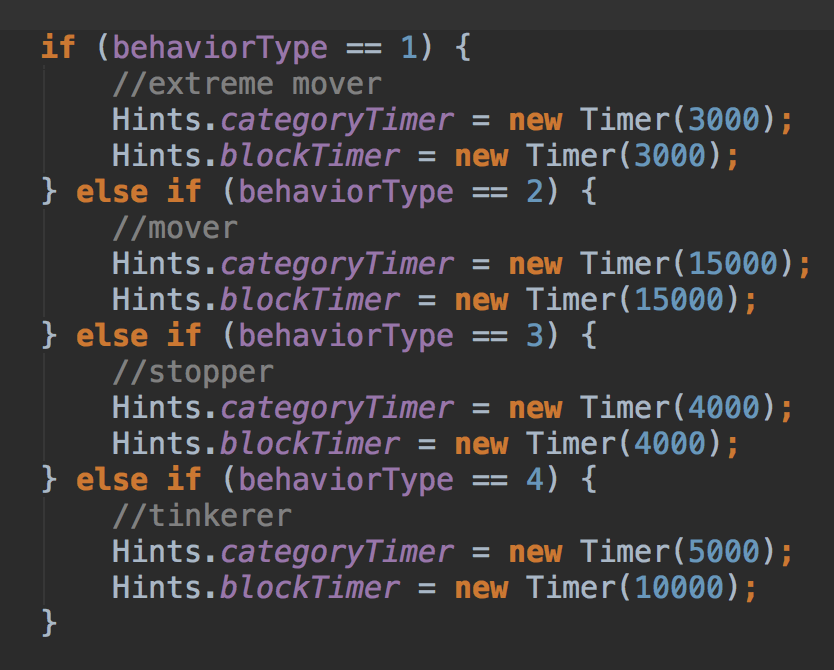 if (behaviorType == 1) {
    //extreme mover
    Hints.categoryTimer = new Timer(3000);
    Hints.blockTimer = new Timer(3000);
} else if (behaviorType == 2) {
    //mover
    Hints.categoryTimer = new Timer(15000);
    Hints.blockTimer = new Timer(15000);
} else if (behaviorType == 3) {
    //stopper
    Hints.categoryTimer = new Timer(4000);
    Hints.blockTimer = new Timer(4000);
} else if (behaviorType == 4) {
    //tinkerer
    Hints.categoryTimer = new Timer(5000);
    Hints.blockTimer = new Timer(10000);
}